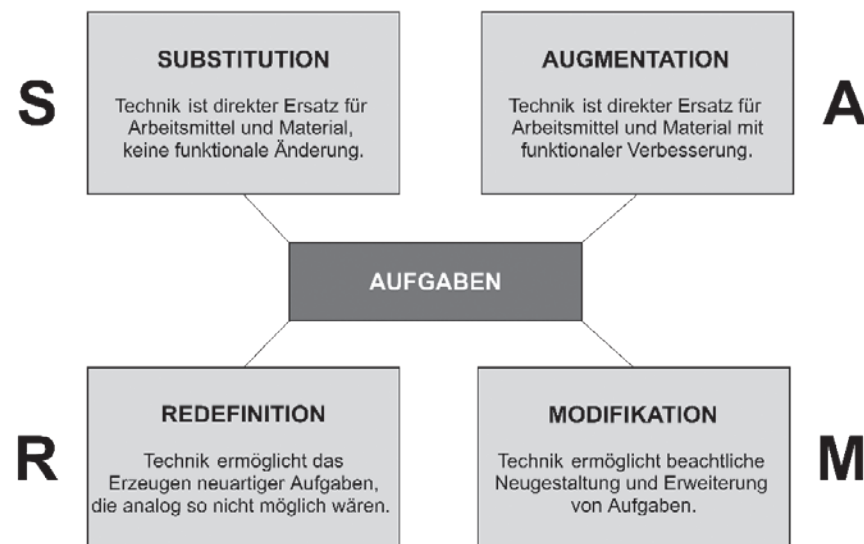 S
SUBSTITUTION
Technik ist direkter Ersatz für
Arbeitsmittel und Material,
keine funktionale Änderung.
AUGMENTATION
Technik ist direkter Ersatz für
Arbeitsmittel und Material mit
funktionaler Verbesserung.
A
AUFGABEN
R
REDEFINITION
Technik ermöglicht das
Erzeugen neuartiger Aufgaben,
die analog so nicht möglich wären.
MODIFIKATION
Technik ermöglicht beachtliche
Neugestaltung und Erweiterung
von Aufgaben.
M